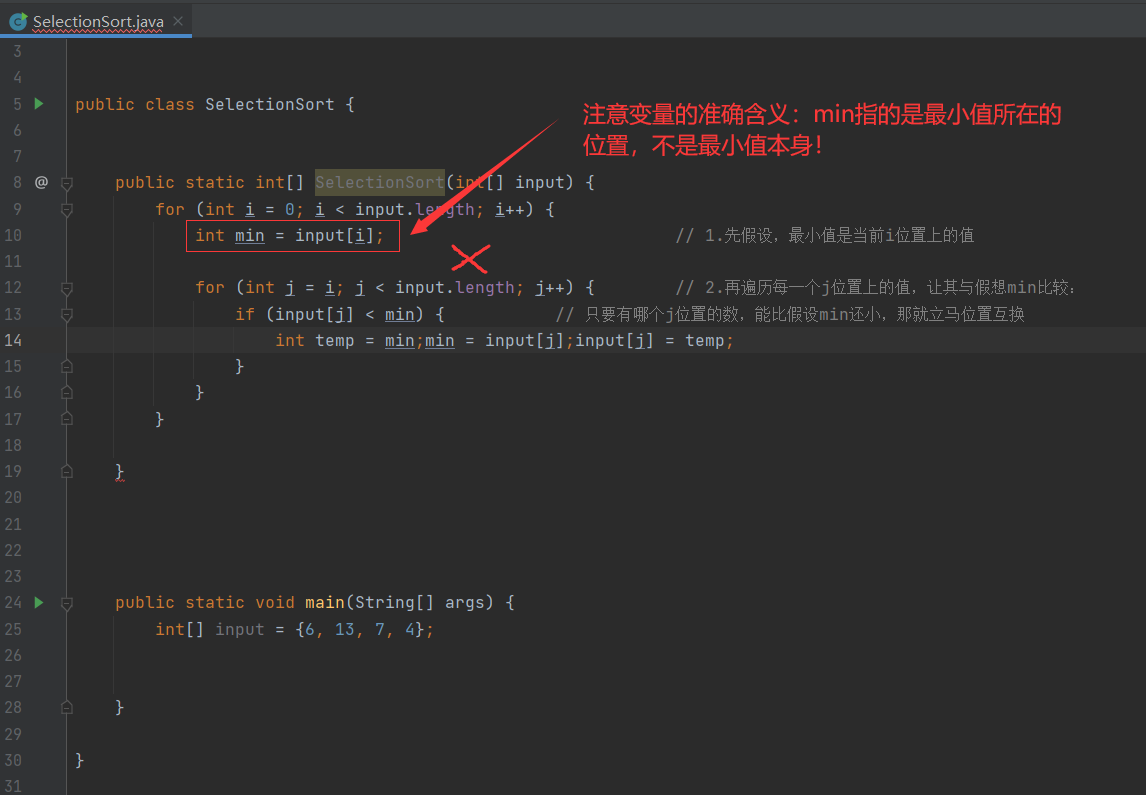 SelectionSort.java
3
4
5 public class SelectionSort {
6
7
8 @ public static int[] SelectionSort(int[] input) {
9 for (int i = 0; i < input.length; i++) {
10 int min = input[i]; // 1.先假设，最小值是当前i位置上的值
11
12 for (int j = i; j < input.length; j++) { // 2.再遍历每一个j位置上的值，让其与假想min比较：
13 if (input[j] < min) { // 只要有哪个j位置的数，能比假设min还小，那就立马位置互换
14 int temp = min;min = input[j];input[j] = temp;
15 }
16 }
17 }
18
19 }
20
21
22
23
24 public static void main(String[] args) {
25 int[] input = {6, 13, 7, 4};
26
27
28 }
29
30 }
31
注意变量的准确含义：min指的是最小值所在的
位置，不是最小值本身！